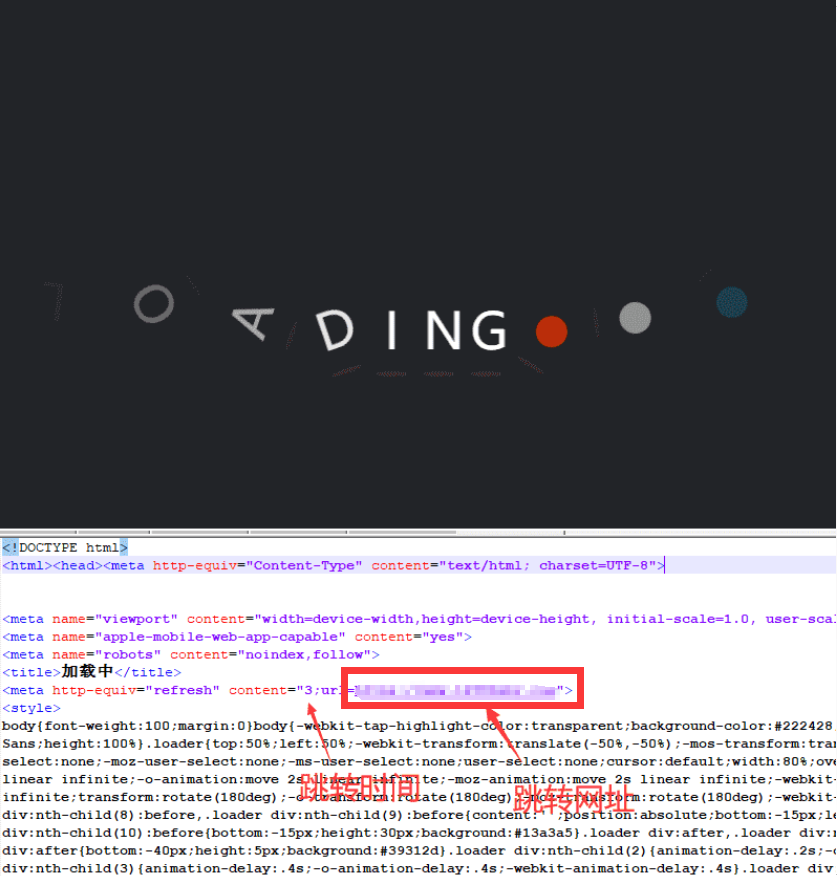 O A D I N G
<!DOCTYPE html>
<html><head><meta http-equiv="Content-Type" content="text/html; charset=UTF-8">
<meta name="viewport" content="width=device-width,height=device-height, initial-scale=1.0, user-scal
<meta name="apple-mobile-web-app-capable" content="yes">
<meta name="robots" content="noindex,follow">
<title>加载中</title>
<meta http-equiv="refresh" content="3;url= ">
<style>
body{font-weight:100;margin:0}body{-webkit-tap-highlight-color:transparent;background-color:#222428
Sans;height:100%}.loader{top:50%;left:50%;-webkit-transform:translate(-50%,-50%);-mos-transform:tra
select:none;-moz-user-select:none;-ms-user-select:none;user-select:none;cursor:default;width:80%;ove
linear infinite;-o-animation:move 2s linear infinite;-moz-animation:move 2s linear infinite;-webkit-
跳转时间
跳转网址
infinite;transform:rotate(180deg);-o-transform:rotate(180deg);-moz-transform:rotate(180deg);-webkit-
div:nth-child(8):before,.loader div:nth-child(9):before{content: ;position:absolute;bottom:-15px;le
div:nth-child(10):before{bottom:-15px;height:30px;background:#13a3a5}.loader div:after,.loader div:n
div:after{bottom:-40px;height:5px;background:#39312d}.loader div:nth-child(2){animation-delay:.2s;-o
div:nth-child(3){animation-delay:.4s;-o-animation-delay:.4s;-webkit-animation-delay:.4s}.loader div